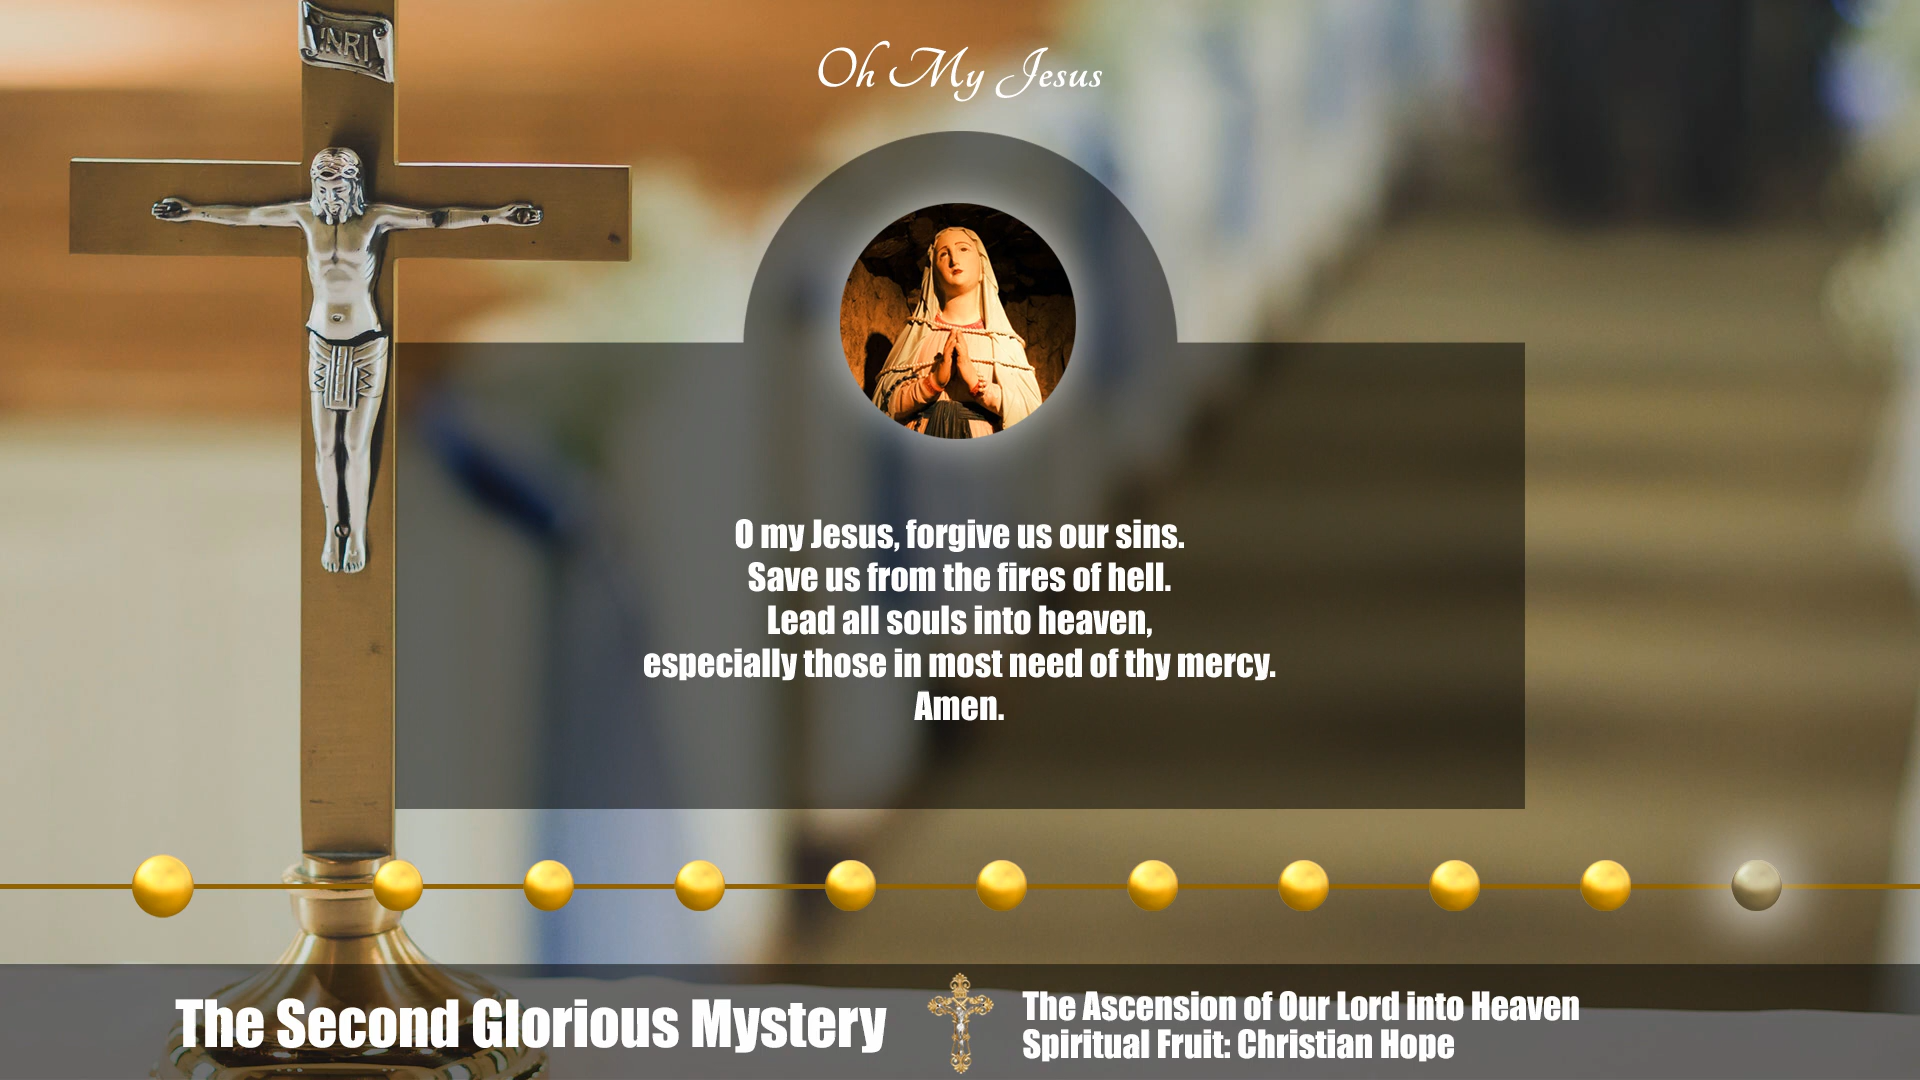 INRI
Oh My Jesus
O my Jesus, forgive us our sins.
Save us from the fires of hell.
Lead all souls into heaven,
especially those in most need of thy mercy.
Amen.
The Second Glorious Mystery
The Ascension of Our Lord into Heaven
Spiritual Fruit: Christian Hope